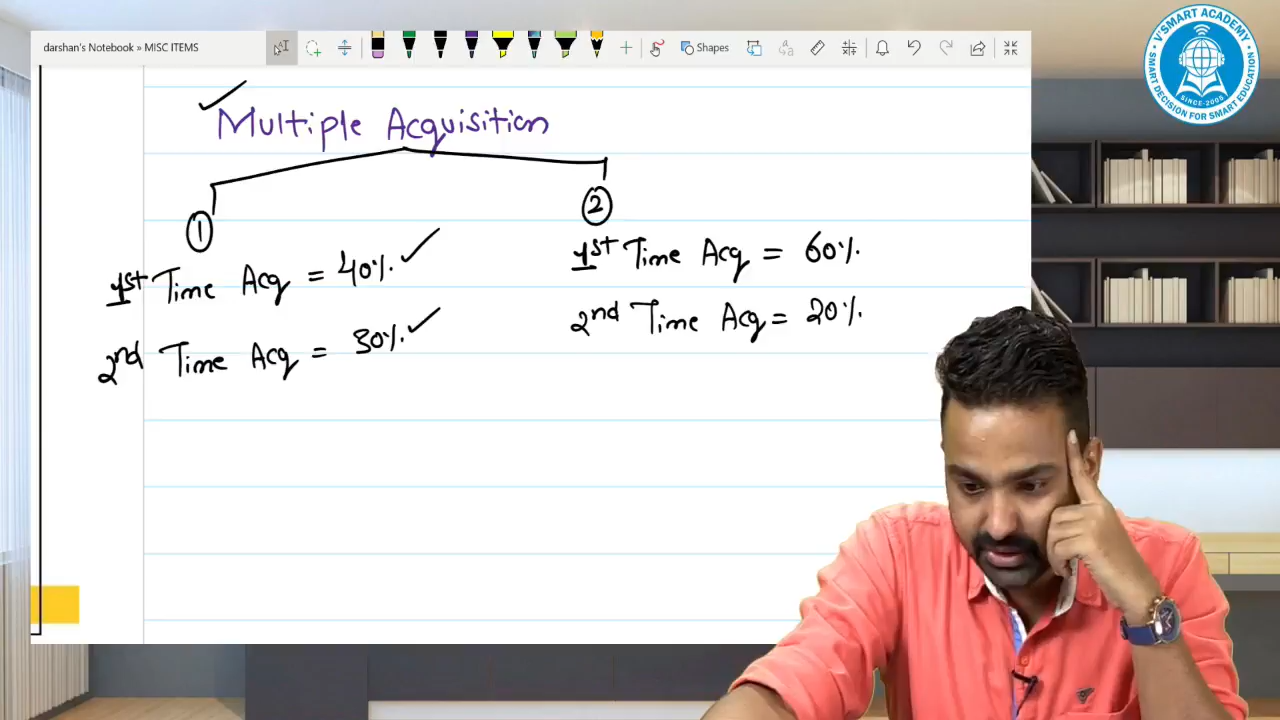 darshan's Notebook » MISC ITEMS
Shapes
V'SMART ACADEMY
SMART DECISION FOR SMART EDUCATION
SINCE-2005
Multiple Acquisition
1
1st Time Acq = 40%.
2nd Time Acq = 30%.
2
1st Time Acq = 60%.
2nd Time Acq = 20%.